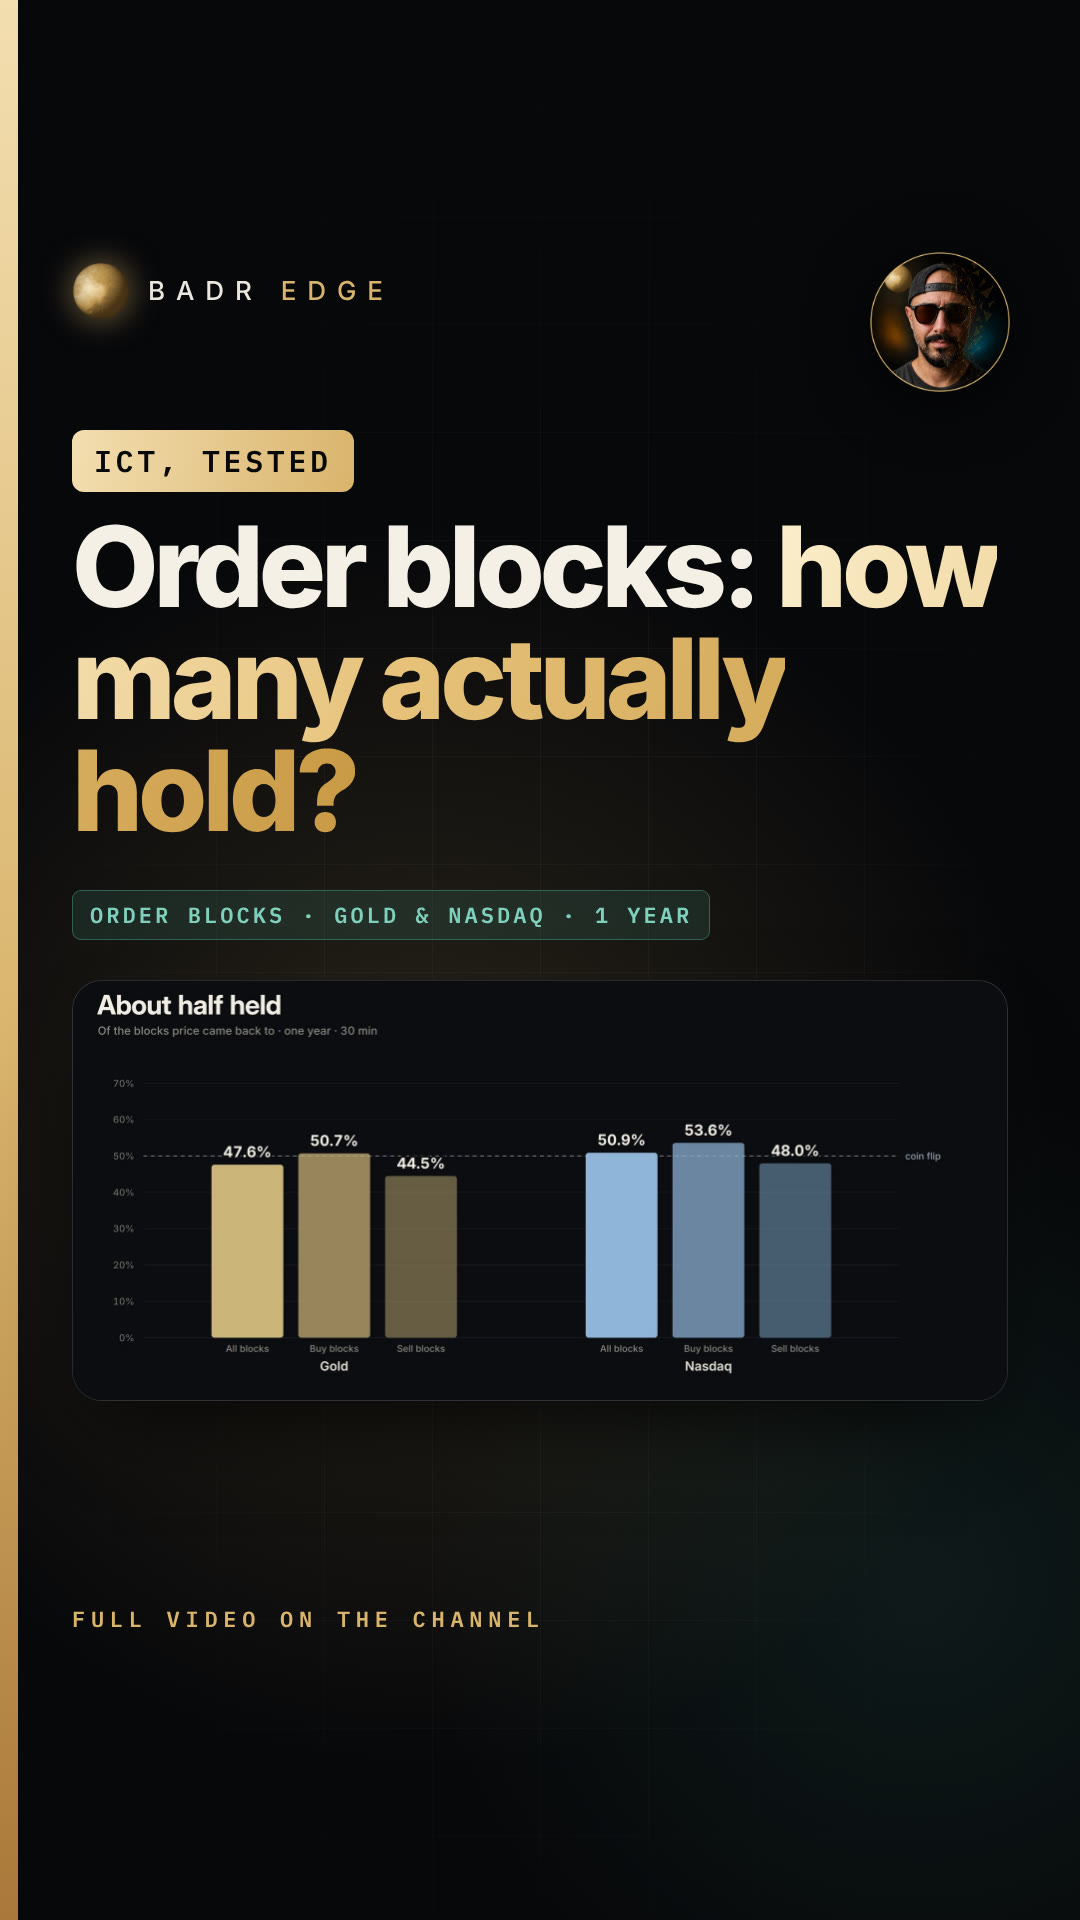 BADR EDGE
ICT, TESTED
Order blocks: how
many actually
hold?
ORDER BLOCKS · GOLD & NASDAQ · 1 YEAR
About half held
Of the blocks price came back to · one year · 30 min
70%
60%
50%
40%
30%
20%
10%
0%
47.6%
50.7%
44.5%
50.9%
53.6%
48.0%
coin flip
All blocks
Buy blocks
Sell blocks
All blocks
Buy blocks
Sell blocks
Gold
Nasdaq
FULL VIDEO ON THE CHANNEL